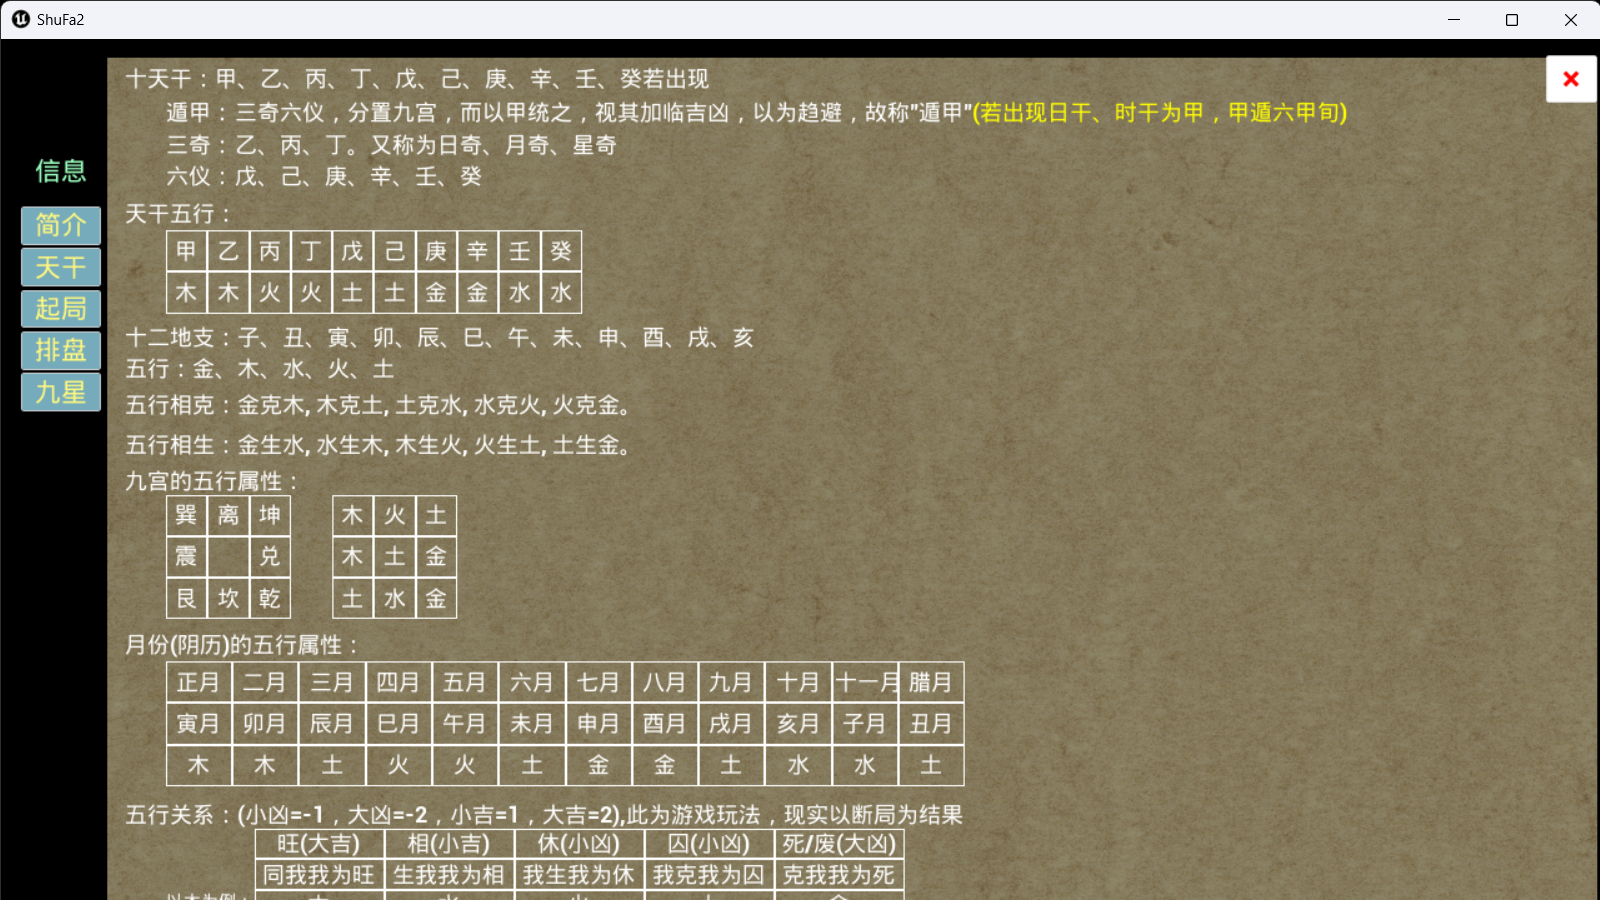 ShuFa2
十天干：甲、乙、丙、丁、戊、己、庚、辛、壬、癸若出现
遁甲：三奇六仪，分置九宫，而以甲统之，视其加临吉凶，以为趋避，故称"遁甲"(若出现日干、时干为甲，甲遁六甲旬)
三奇：乙、丙、丁。又称为日奇、月奇、星奇
六仪：戊、己、庚、辛、壬、癸
信息
简介
天干
起局
排盘
九星
天干五行：
甲 乙 丙 丁 戊 己 庚 辛 壬 癸
木 木 火 火 土 土 金 金 水 水
十二地支：子、丑、寅、卯、辰、巳、午、未、申、酉、戌、亥
五行：金、木、水、火、土
五行相克：金克木, 木克土, 土克水, 水克火, 火克金。
五行相生：金生水, 水生木, 木生火, 火生土, 土生金。
九宫的五行属性：
巽 离 坤 木 火 土
震 兑 木 土 金
艮 坎 乾 土 水 金
月份(阴历)的五行属性：
正月 二月 三月 四月 五月 六月 七月 八月 九月 十月 十一月 腊月
寅月 卯月 辰月 巳月 午月 未月 申月 酉月 戌月 亥月 子月 丑月
木 木 土 火 火 土 金 金 土 水 水 土
五行关系：(小凶=-1，大凶=-2，小吉=1，大吉=2),此为游戏玩法，现实以断局为结果
旺(大吉) 相(小吉) 休(小凶) 囚(小凶) 死/废(大凶)
同我我为旺 生我我为相 我生我为休 我克我为囚 克我我为死